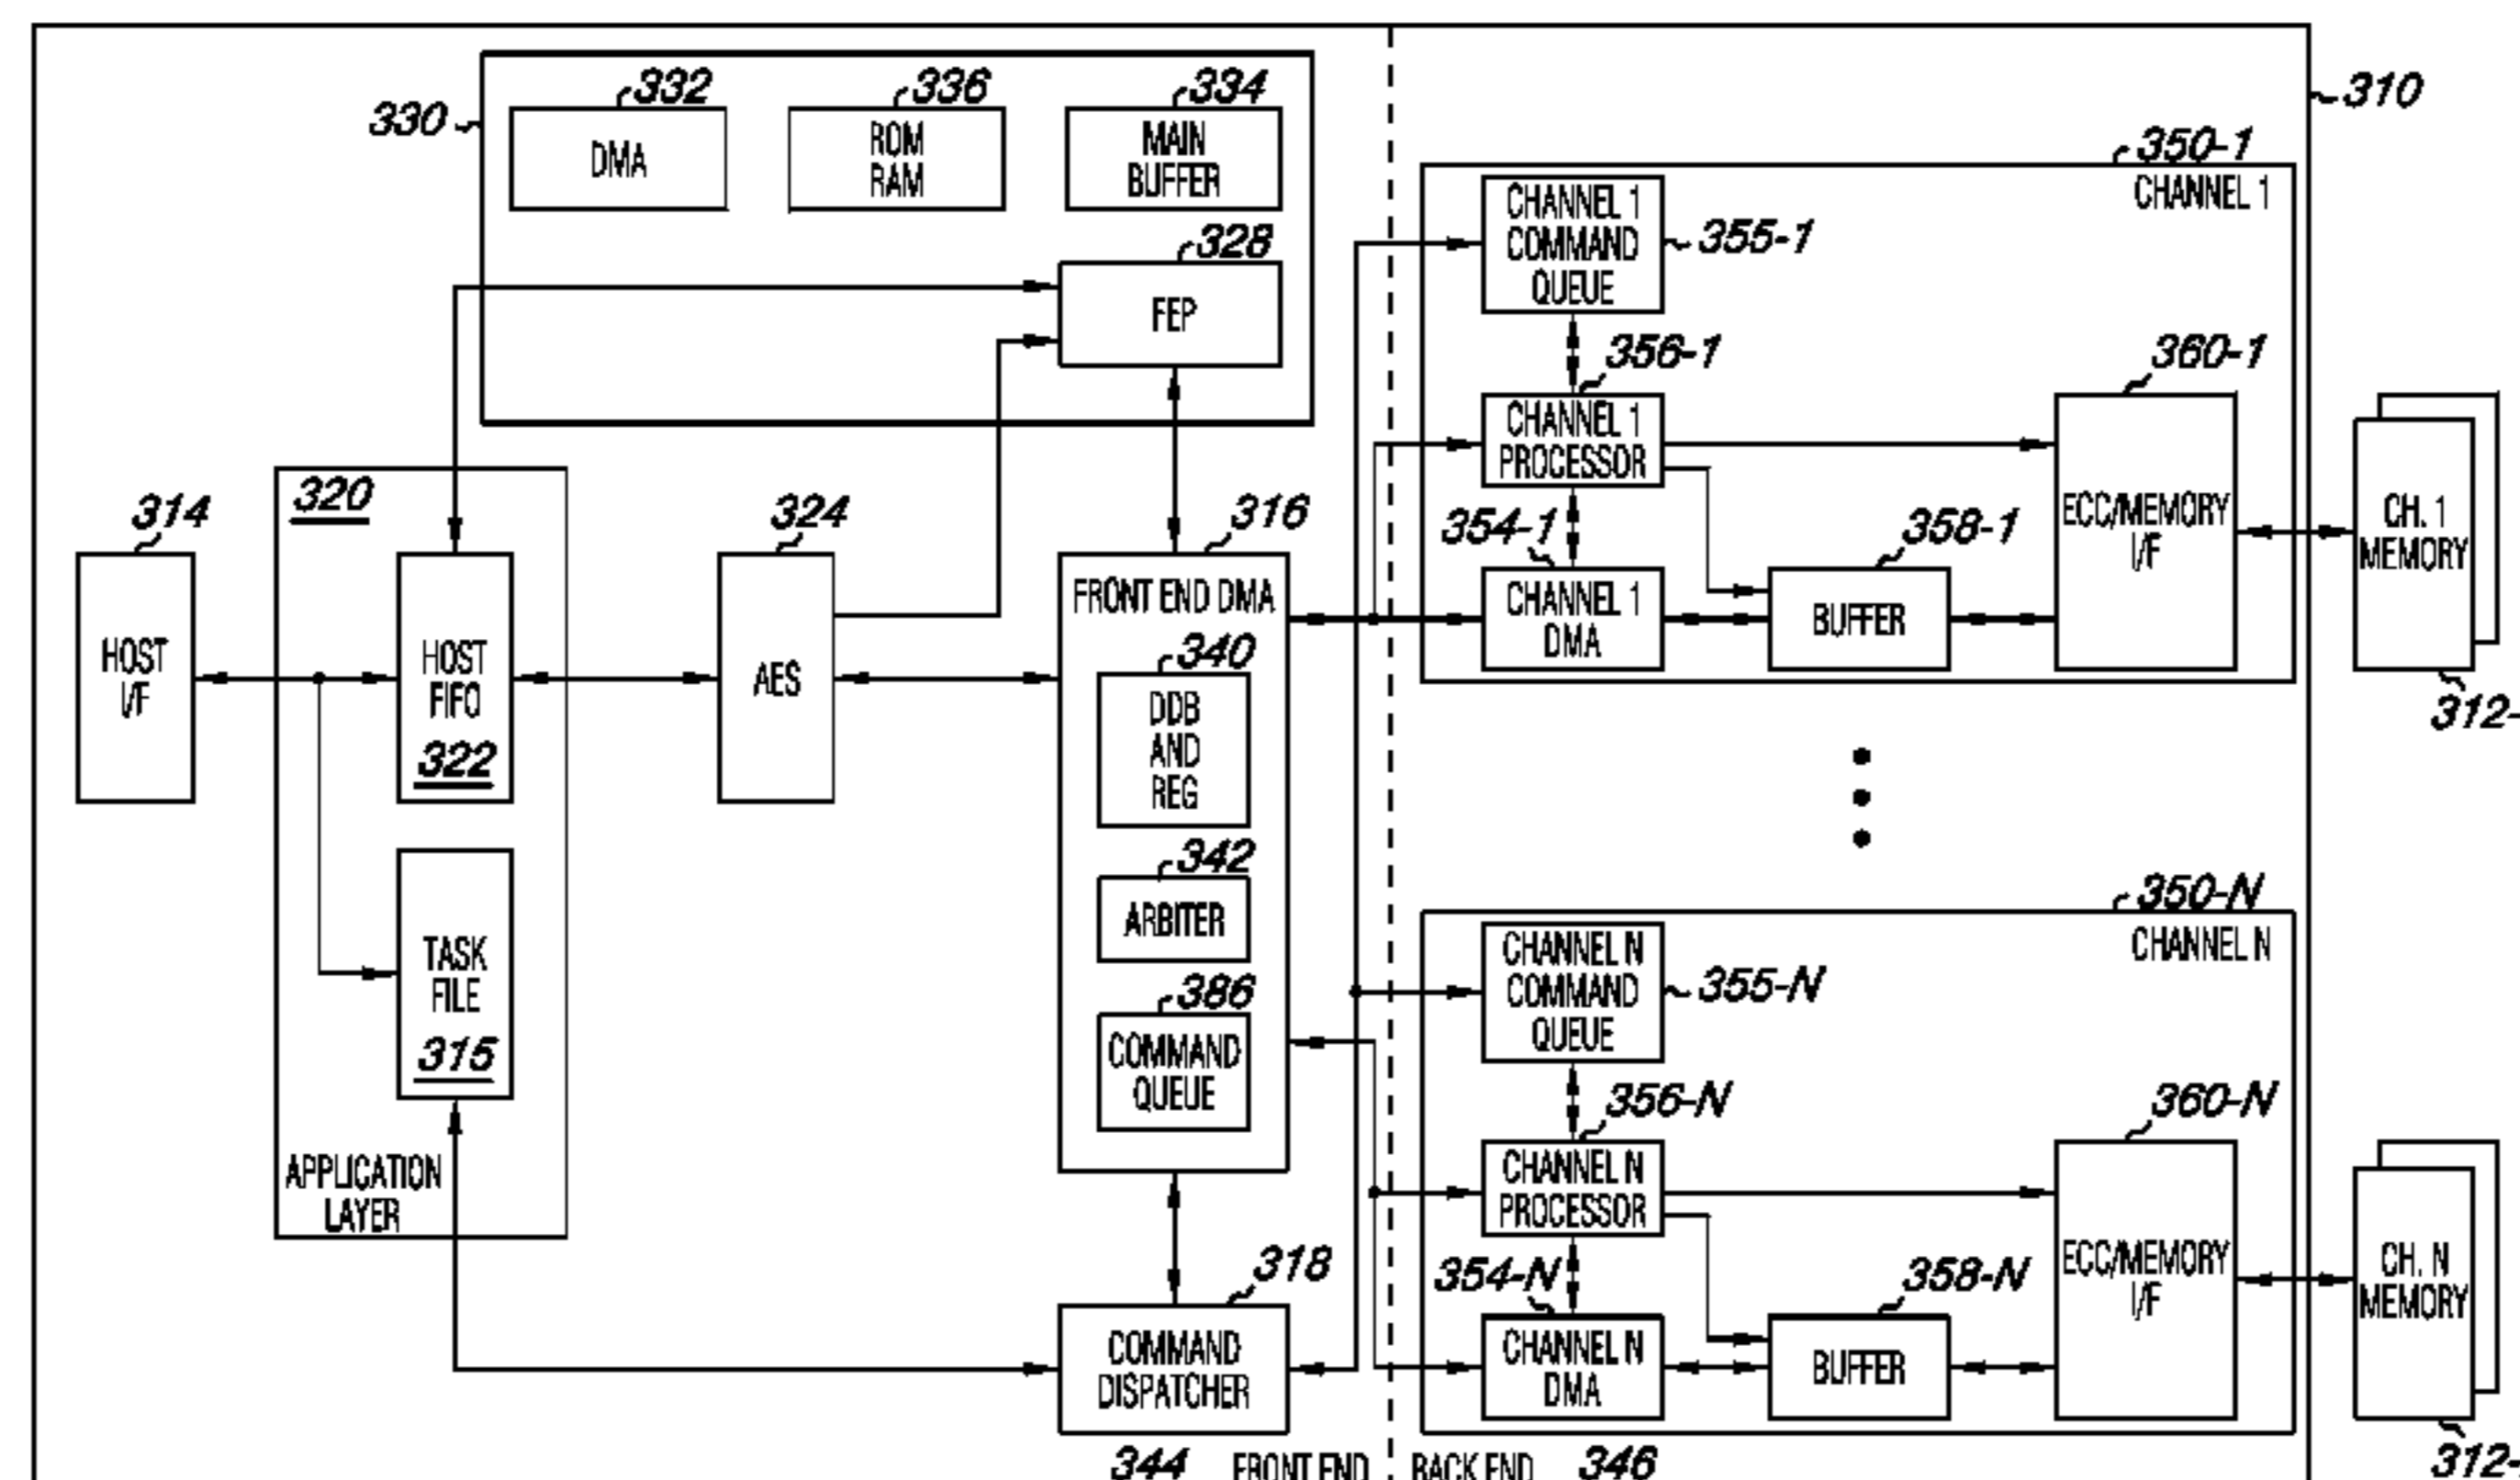 332
336
334
330
DMA
ROM
RAM
MAIN
BUFFER
310
328
FEP
350-1
CHANNEL 1
CHANNEL 1
COMMAND
QUEUE
355-1
356-1
CHANNEL 1
PROCESSOR
360-1
ECC/MEMORY
I/F
354-1
CHANNEL 1
DMA
358-1
BUFFER
CH. 1
MEMORY
312-
314
HOST
I/F
320
HOST
FIFO
322
TASK
FILE
315
APPLICATION
LAYER
324
AES
316
FRONT END DMA
340
DDB
AND
REG
342
ARBITER
386
COMMAND
QUEUE
318
COMMAND
DISPATCHER
350-N
CHANNEL N
CHANNEL N
COMMAND
QUEUE
355-N
356-N
CHANNEL N
PROCESSOR
360-N
ECC/MEMORY
I/F
354-N
CHANNEL N
DMA
358-N
BUFFER
CH. N
MEMORY
312-
344 FRONT END
BACK END 346